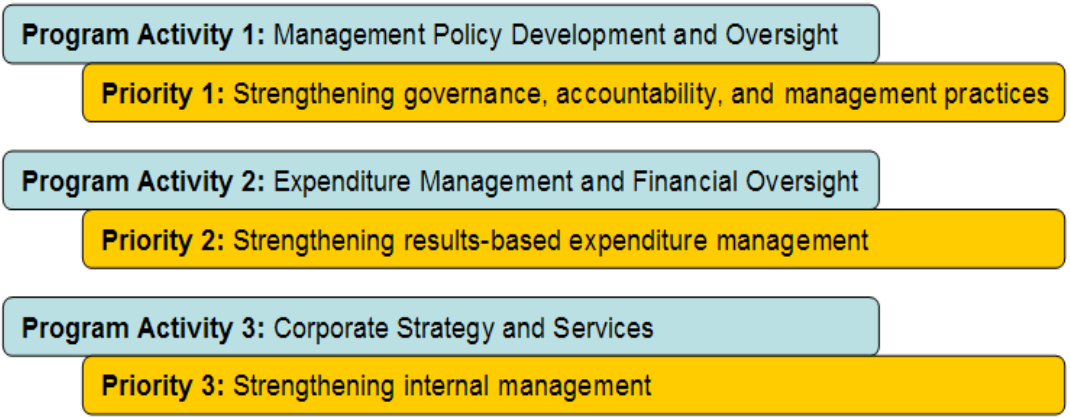 Program Activity 1: Management Policy Development and Oversight
Priority 1: Strengthening governance, accountability, and management practices
Program Activity 2: Expenditure Management and Financial Oversight
Priority 2: Strengthening results-based expenditure management
Program Activity 3: Corporate Strategy and Services
Priority 3: Strengthening internal management